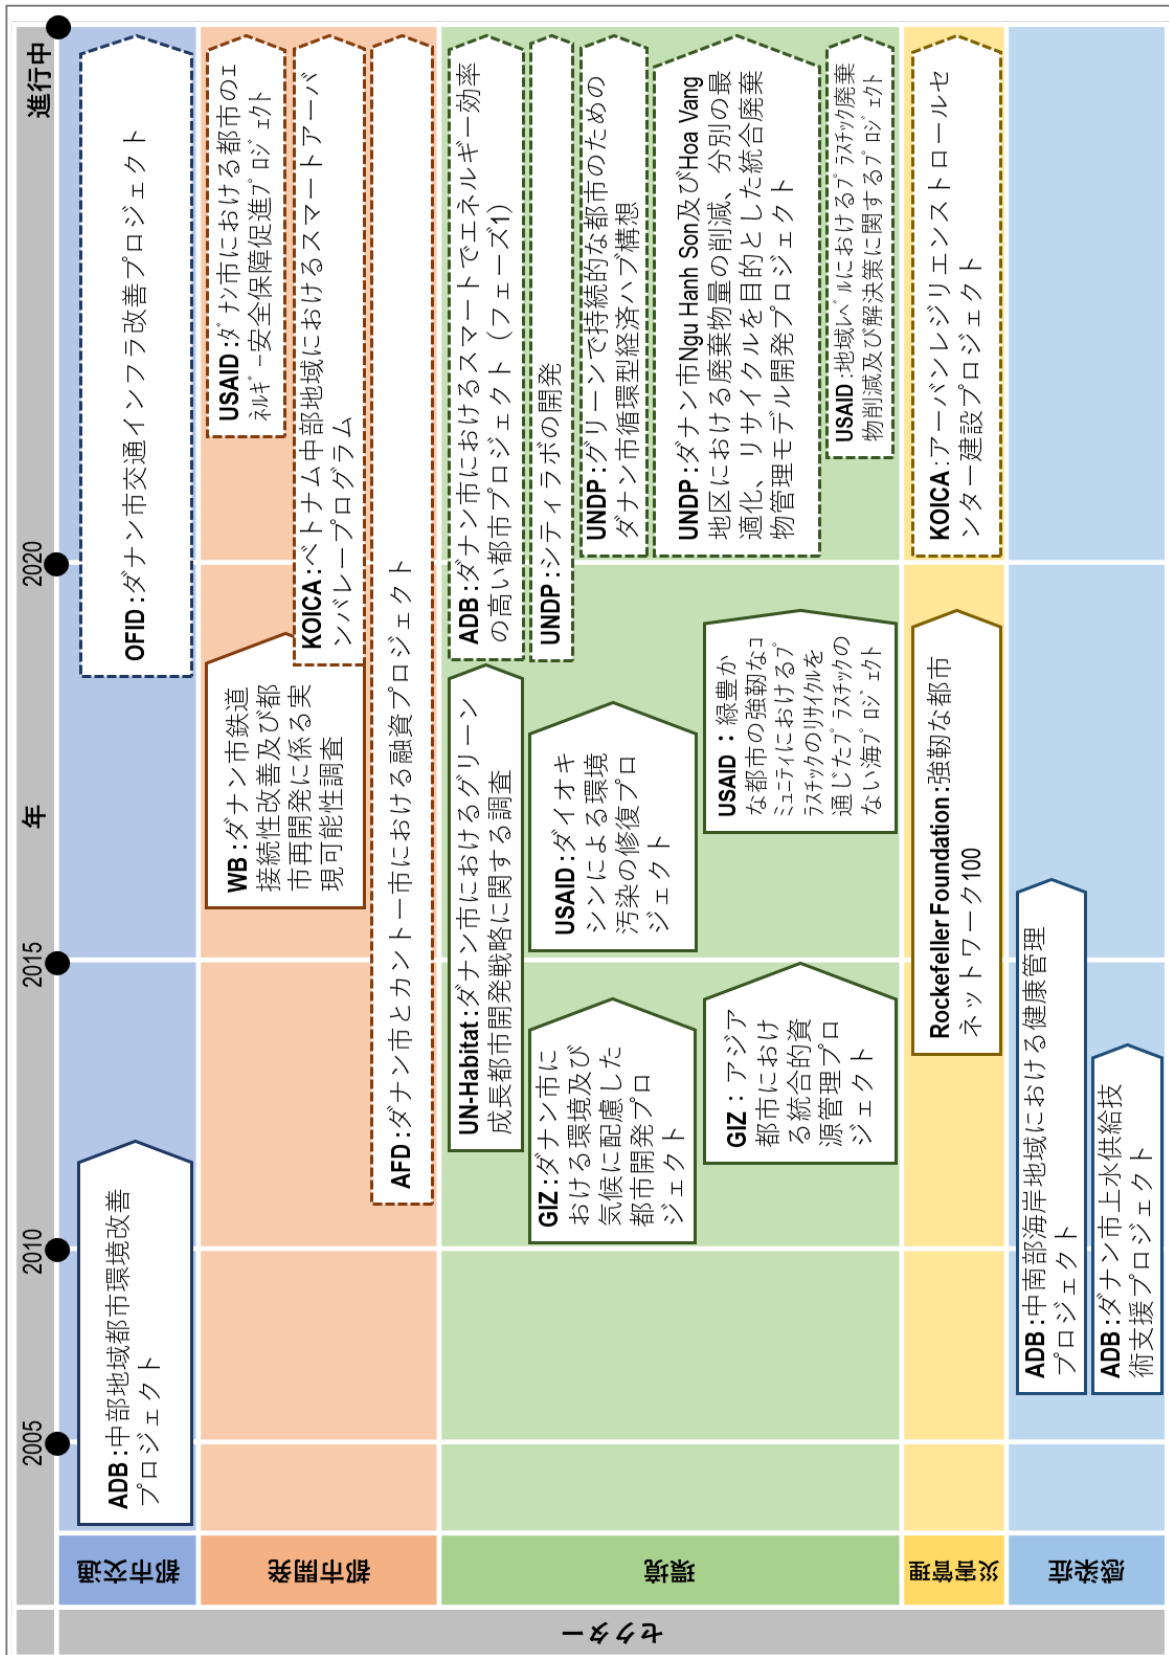 年
2005
2010
2015
2020
進行中
セクター
都市交通
ADB :中部地域都市環境改善
プロジェクト
OFID :ダナン市交通インフラ改善プロジェクト
都市開発
WB :ダナン市鉄道
接続性改善及び都
市再開発に係る実
現可能性調査
USAID :ﾀﾞﾅﾝ市における都市のｴ
ﾈﾙｷﾞｰ安全保障促進ﾌﾟﾛｼﾞｪｸﾄ
KOICA :ベトナム中部地域におけるスマートアーバ
ンバレープログラム
AFD :ダナン市とカントー市における融資プロジェクト
環境
UN-Habitat :ダナン市におけるグリーン
成長都市開発戦略に関する調査
ADB :ダナン市におけるスマートでエネルギー効率
の高い都市プロジェクト（フェーズ1）
GIZ :ダナン市に
おける環境及び
気候に配慮した
都市開発プロ
ジェクト
USAID :ダイオキ
シンによる環境
汚染の修復プロ
ジェクト
UNDP :シティラボの開発
UNDP :グリーンで持続的な都市のための
ダナン市循環型経済ハブ構想
UNDP :ダナン市Ngu Hanh Son及びHoa Vang
地区における廃棄物量の削減、分別の最
適化、リサイクルを目的とした統合廃棄
物管理モデル開発プロジェクト
GIZ : アジア
都市におけ
る統合的資
源管理プロ
ジェクト
USAID : 緑豊か
な都市の強靭なｺ
ﾐｭﾆﾃｨにおけるﾌﾟ
ﾗｽﾁｯｸのﾘｻｲｸﾙを
通じたﾌﾟﾗｽﾁｯｸの
ない海ﾌﾟﾛｼﾞｪｸﾄ
USAID :地域ﾚﾍﾞﾙにおけるﾌﾟﾗｽﾁｯｸ廃棄
物削減及び解決策に関するﾌﾟﾛｼﾞｪｸﾄ
災害管理
Rockefeller Foundation :強靭な都市
ネットワーク100
KOICA :アーバンレジリエンストロールセ
ンター建設プロジェクト
感染症
ADB :中南部海岸地域における健康管理
プロジェクト
ADB :ダナン市上水供給技
術支援プロジェクト